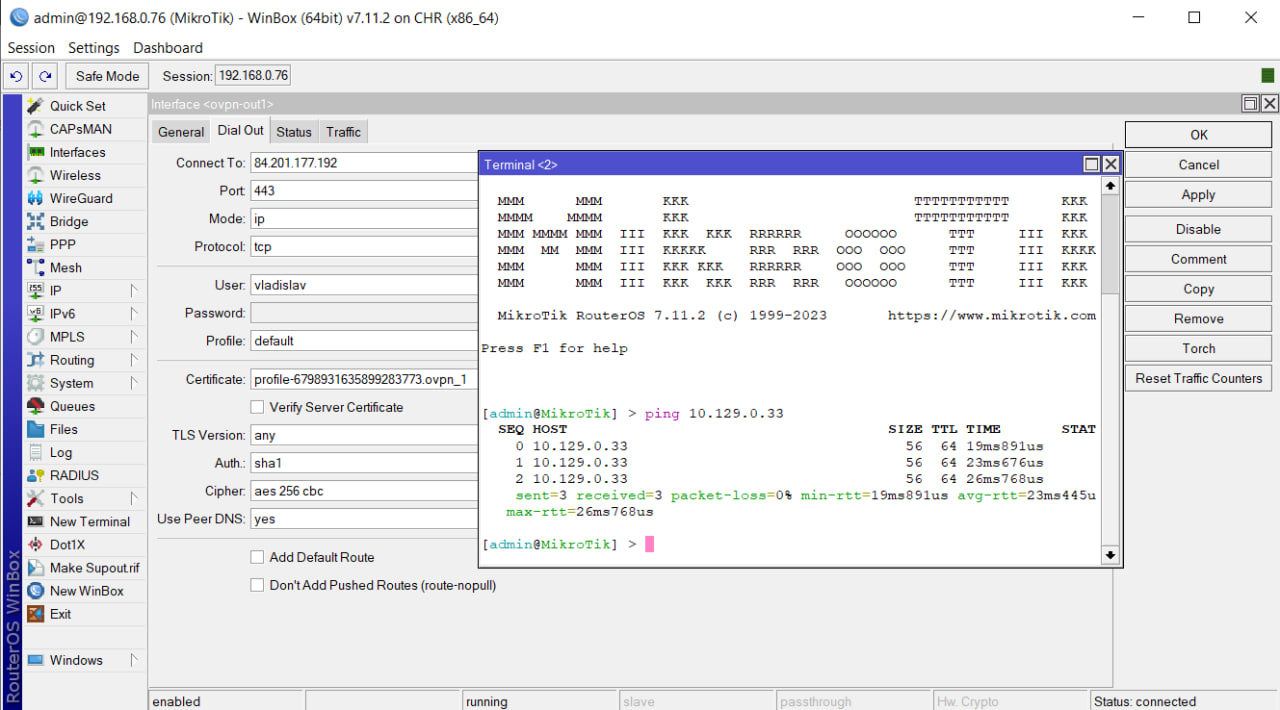 admin@192.168.0.76 (MikroTik) - WinBox (64bit) v7.11.2 on CHR (x86_64)
Session Settings Dashboard
Safe Mode Session: 192.168.0.76
Quick Set
CAPsMAN
Interfaces
Wireless
WireGuard
Bridge
PPP
Mesh
IP
IPv6
MPLS
Routing
System
Queues
Files
Log
RADIUS
Tools
New Terminal
Dot1X
Make Supout.rif
New WinBox
Exit
Windows
RouterOS WinBox
Interface <ovpn-out1>
General Dial Out Status Traffic
Connect To: 84.201.177.192
Port: 443
Mode: ip
Protocol: tcp
User: vladislav
Password:
Profile: default
Certificate: profile-6798931635899283773.ovpn_1
Verify Server Certificate
TLS Version: any
Auth.: sha1
Cipher: aes 256 cbc
Use Peer DNS: yes
Add Default Route
Don't Add Pushed Routes (route-nopull)
OK
Cancel
Apply
Disable
Comment
Copy
Remove
Torch
Reset Traffic Counters
Terminal <2>
MMM MMM KKK TTTTTTTTTTT KKK
MMMM MMMM KKK TTTTTTTTTTT KKK
MMM MMMM MMM III KKK KKK RRRRRR OOOOOO TTT III KKK
MMM MM MMM III KKKKK RRR RRR OOO OOO TTT III KKKK
MMM MMM III KKK KKK RRRRRR OOO OOO TTT III KKK
MMM MMM III KKK KKK RRR RRR OOOOOO TTT III KKK
MikroTik RouterOS 7.11.2 (c) 1999-2023 https://www.mikrotik.com
Press F1 for help
[admin@MikroTik] > ping 10.129.0.33
SEQ HOST SIZE TTL TIME STAT
0 10.129.0.33 56 64 19ms891us
1 10.129.0.33 56 64 23ms676us
2 10.129.0.33 56 64 26ms768us
sent=3 received=3 packet-loss=0% min-rtt=19ms891us avg-rtt=23ms445u
max-rtt=26ms768us
[admin@MikroTik] >
enabled running slave passthrough Hw. Crypto Status: connected